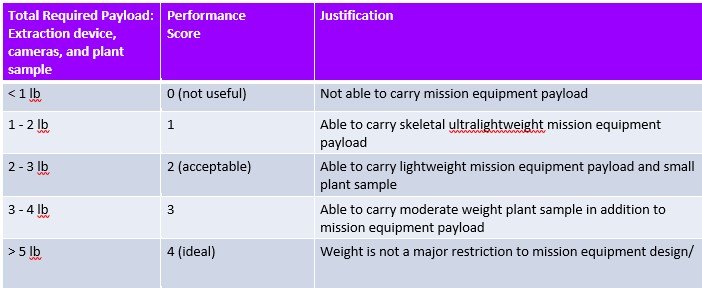 Total Required Payload: Performance Justification
Extraction device, Score
cameras, and plant
sample
< 1 lb 0 (not useful) Not able to carry mission equipment payload
1 - 2 lb 1 Able to carry skeletal ultralightweight mission equipment
payload
2 - 3 lb 2 (acceptable) Able to carry lightweight mission equipment payload and small
plant sample
3 - 4 lb 3 Able to carry moderate weight plant sample in addition to
mission equipment payload
> 5 lb 4 (ideal) Weight is not a major restriction to mission equipment design/